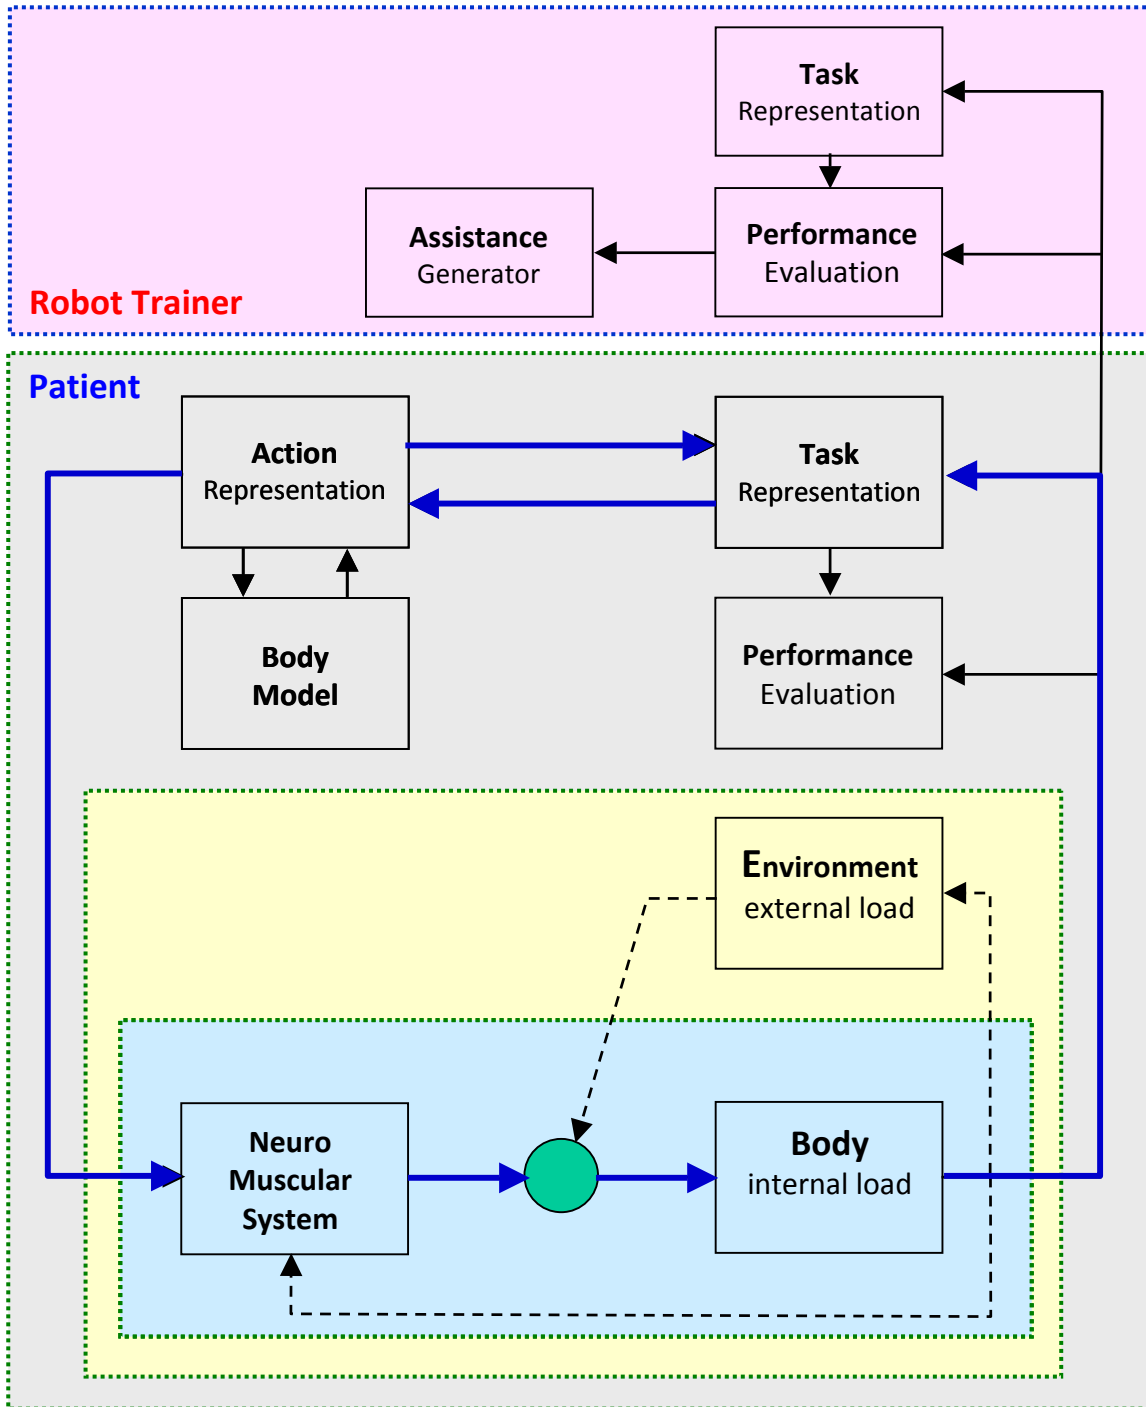 Task
Representation
Assistance
Generator
Performance
Evaluation
Robot Trainer
Patient
Action
Representation
Task
Representation
Body
Model
Performance
Evaluation
Environment
external load
Neuro
Muscular
System
Body
internal load